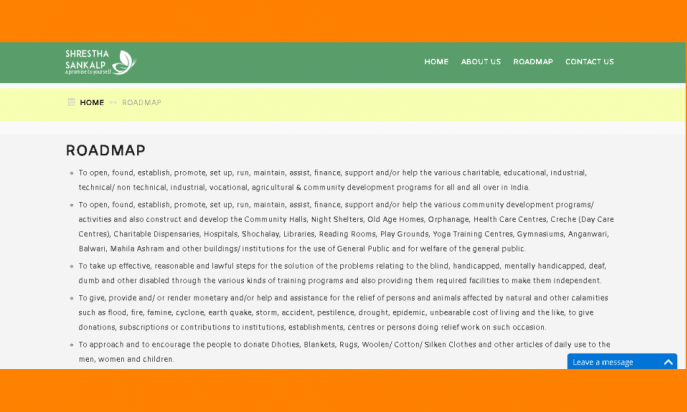 SHRESTHA
SANKALP
a promise to yourself
HOME ABOUT US ROADMAP CONTACT US
HOME ROADMAP
ROADMAP
To open, found, establish, promote, set up, run, maintain, assist, finance, support and/or help the various charitable, educational, industrial,
technical/ non technical, industrial, vocational, agricultural & community development programs for all and all over in India.
To open, found, establish, promote, set up, run, maintain, assist, finance, support and/or help the various community development programs/
activities and also construct and develop the Community Halls, Night Shelters, Old Age Homes, Orphanage, Health Care Centres, Creche (Day Care
Centres), Charitable Dispensaries, Hospitals, Shochalay, Libraries, Reading Rooms, Play Grounds, Yoga Training Centres, Gymnasiums, Anganwari,
Balwari, Mahila Ashram and other buildings/ institutions for the use of General Public and for welfare of the general public.
To take up effective, reasonable and lawful steps for the solution of the problems relating to the blind, handicapped, mentally handicapped, deaf,
dumb and other disabled through the various kinds of training programs and also providing them required facilities to make them independent.
To give, provide and/ or render monetary and/or help and assistance for the relief of persons and animals affected by natural and other calamities
such as flood, fire, famine, cyclone, earth quake, storm, accident, pestilence, drought, epidemic, unbearable cost of living and the like, to give
donations, subscriptions or contributions to institutions, establishments, centres or persons doing relief work on such occasion.
To approach and to encourage the people to donate Dhoties, Blankets, Rugs, Woolen/ Cotton/ Silken Clothes and other articles of daily use to the
men, women and children.
Leave a message